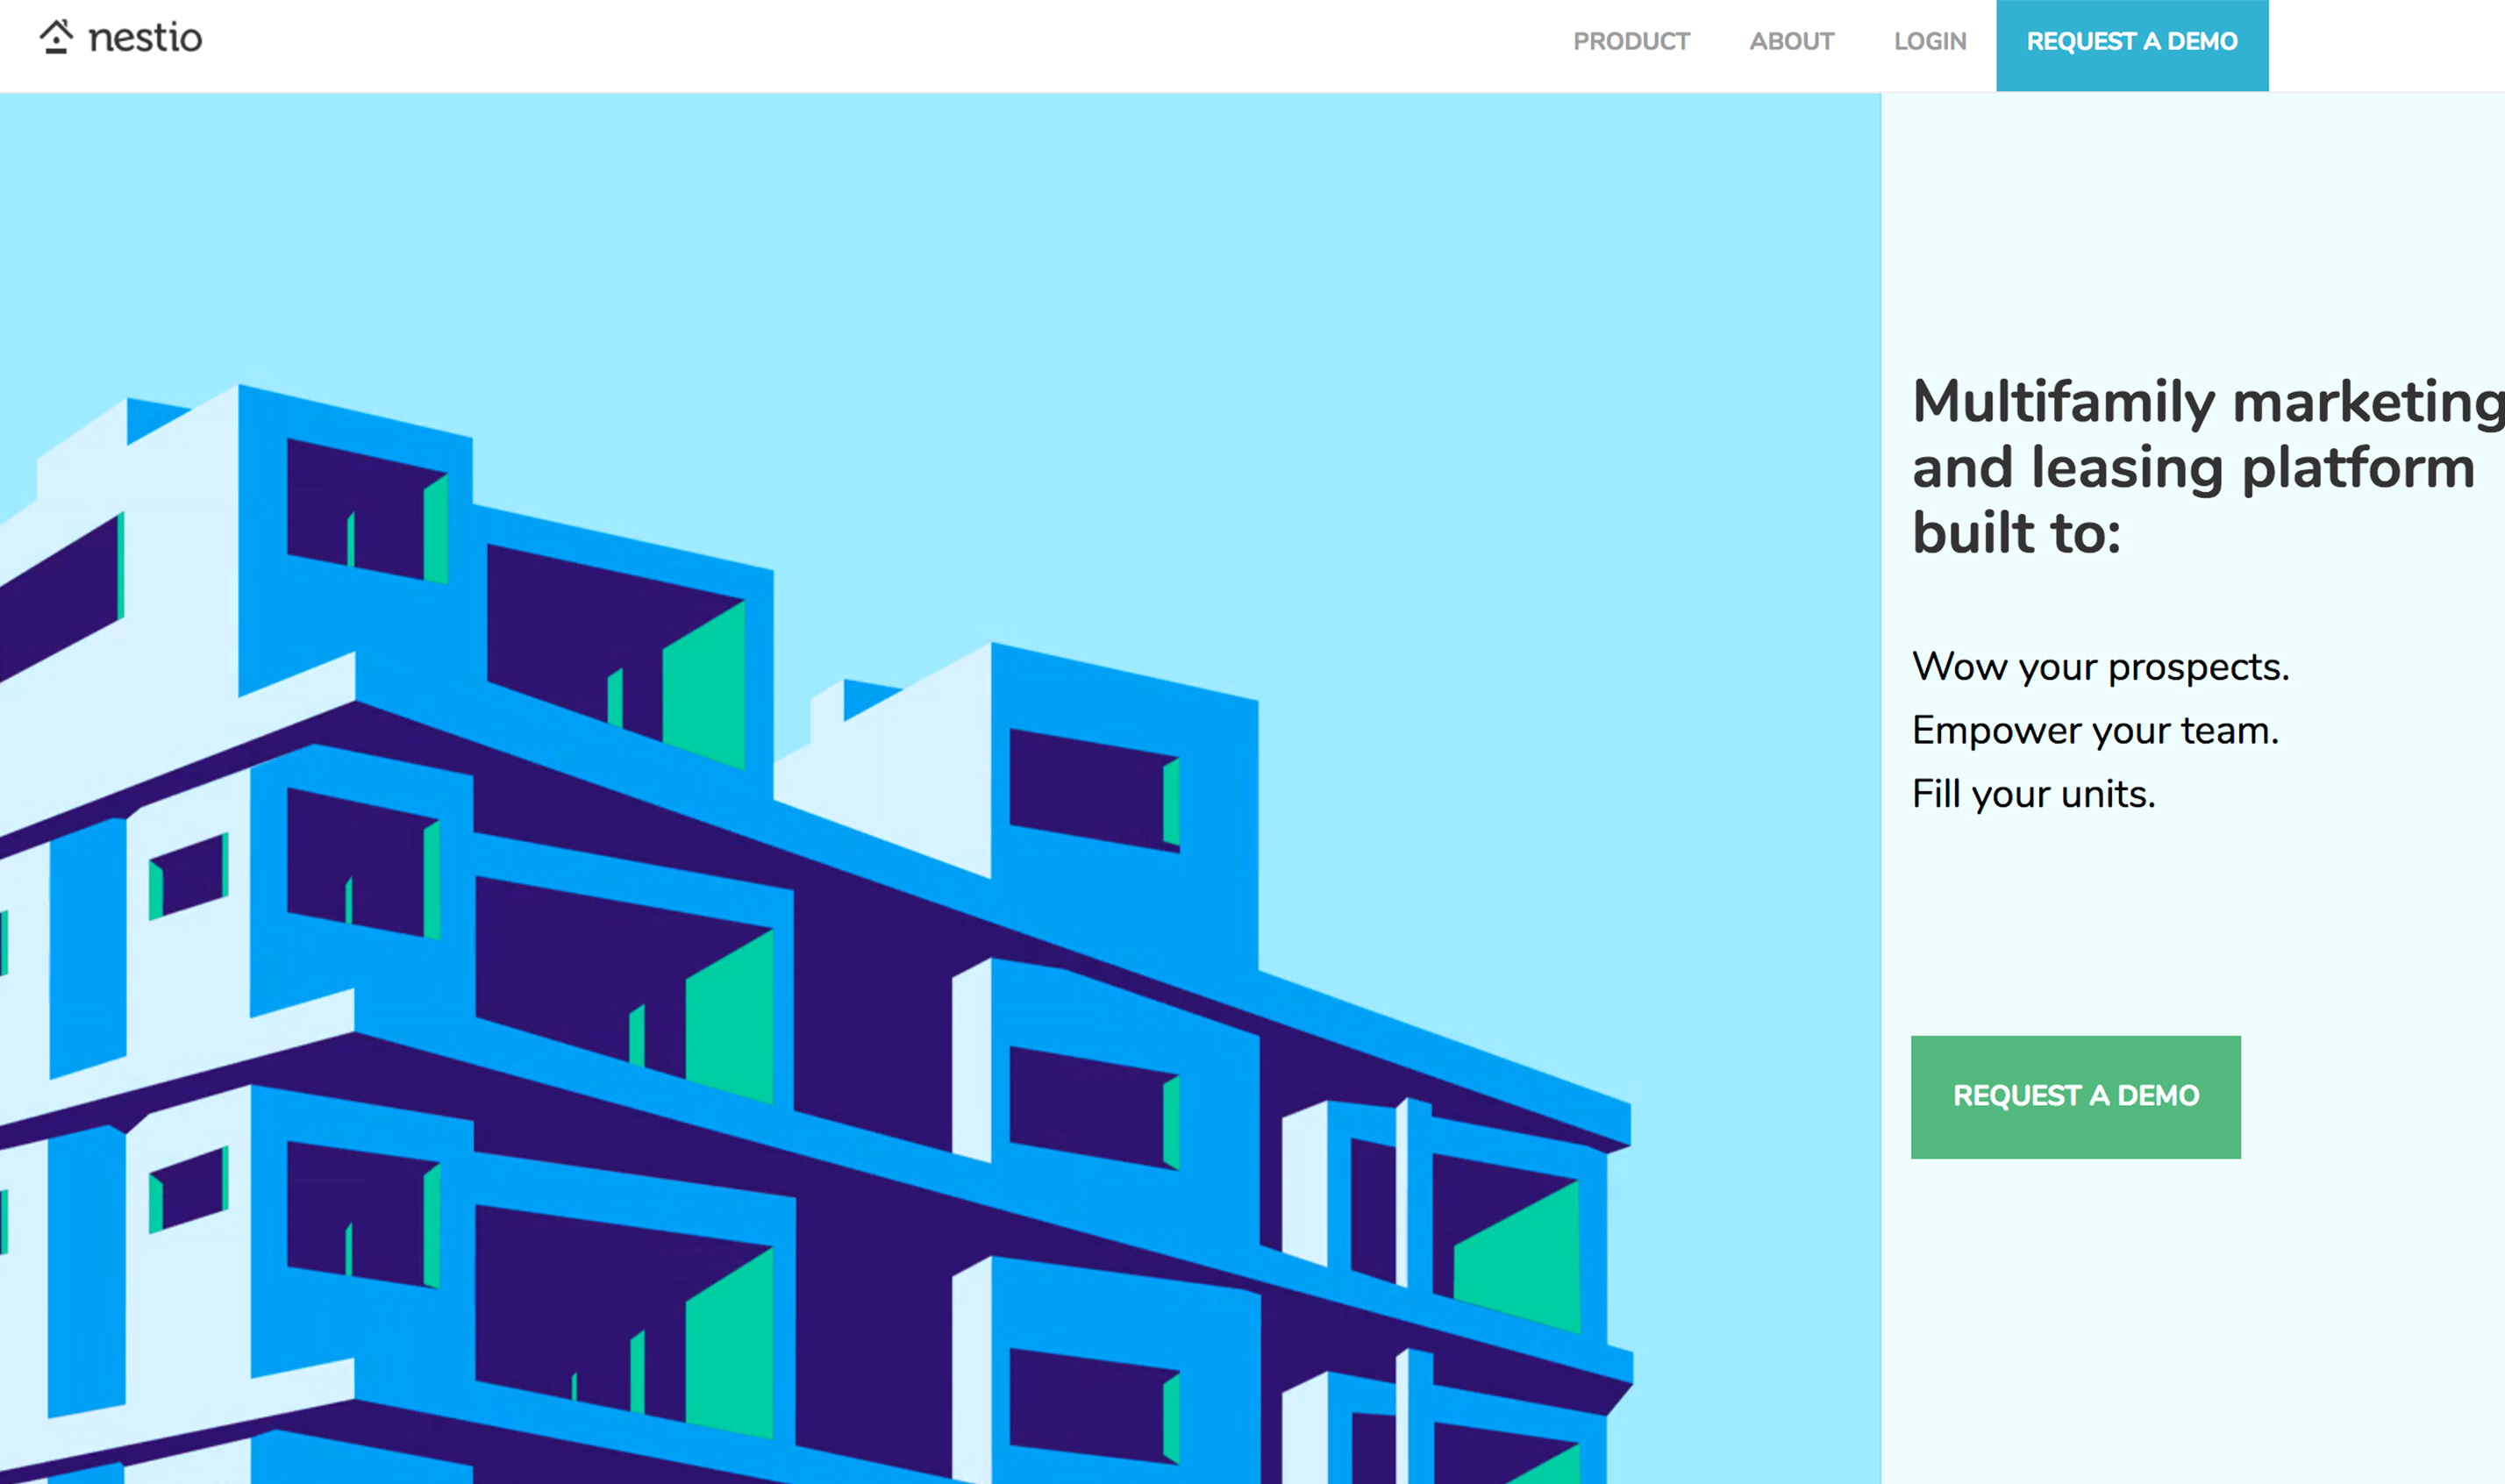 nestio
PRODUCT
ABOUT
LOGIN
REQUEST A DEMO
Multifamily marketing
and leasing platform
built to:
Wow your prospects.
Empower your team.
Fill your units.
REQUEST A DEMO